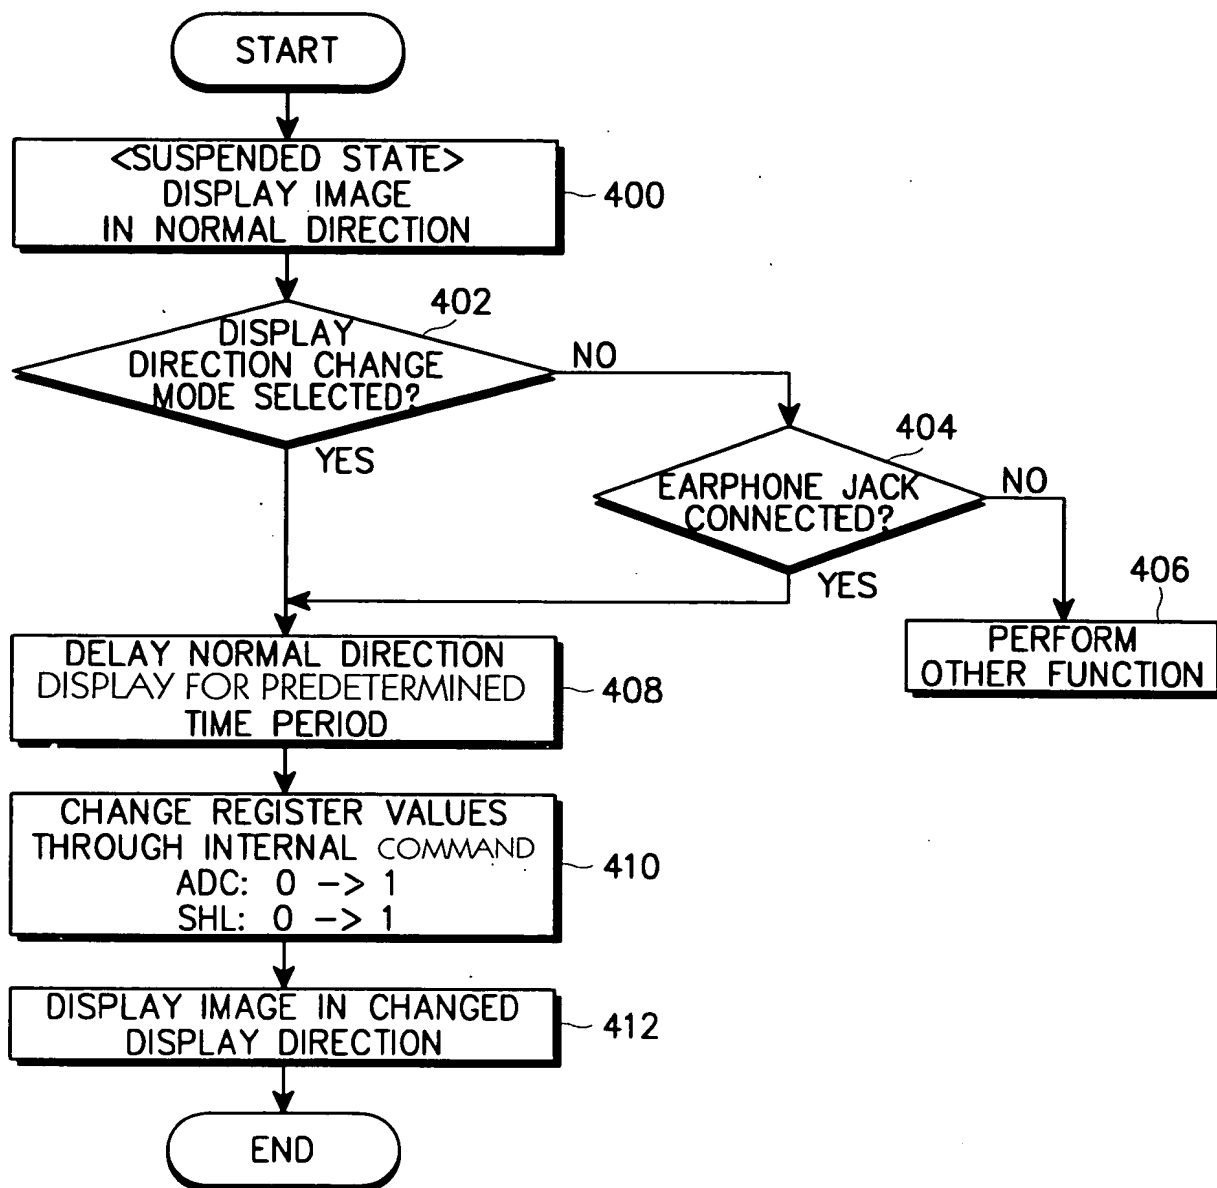 START
<SUSPENDED STATE>
DISPLAY IMAGE
IN NORMAL DIRECTION
400
402
DISPLAY
DIRECTION CHANGE
MODE SELECTED?
NO
YES
404
EARPHONE JACK
CONNECTED?
NO
YES
406
PERFORM
OTHER FUNCTION
DELAY NORMAL DIRECTION
DISPLAY FOR PREDETERMINED
TIME PERIOD
408
CHANGE REGISTER VALUES
THROUGH INTERNAL COMMAND
ADC: 0 -> 1
SHL: 0 -> 1
410
DISPLAY IMAGE IN CHANGED
DISPLAY DIRECTION
412
END